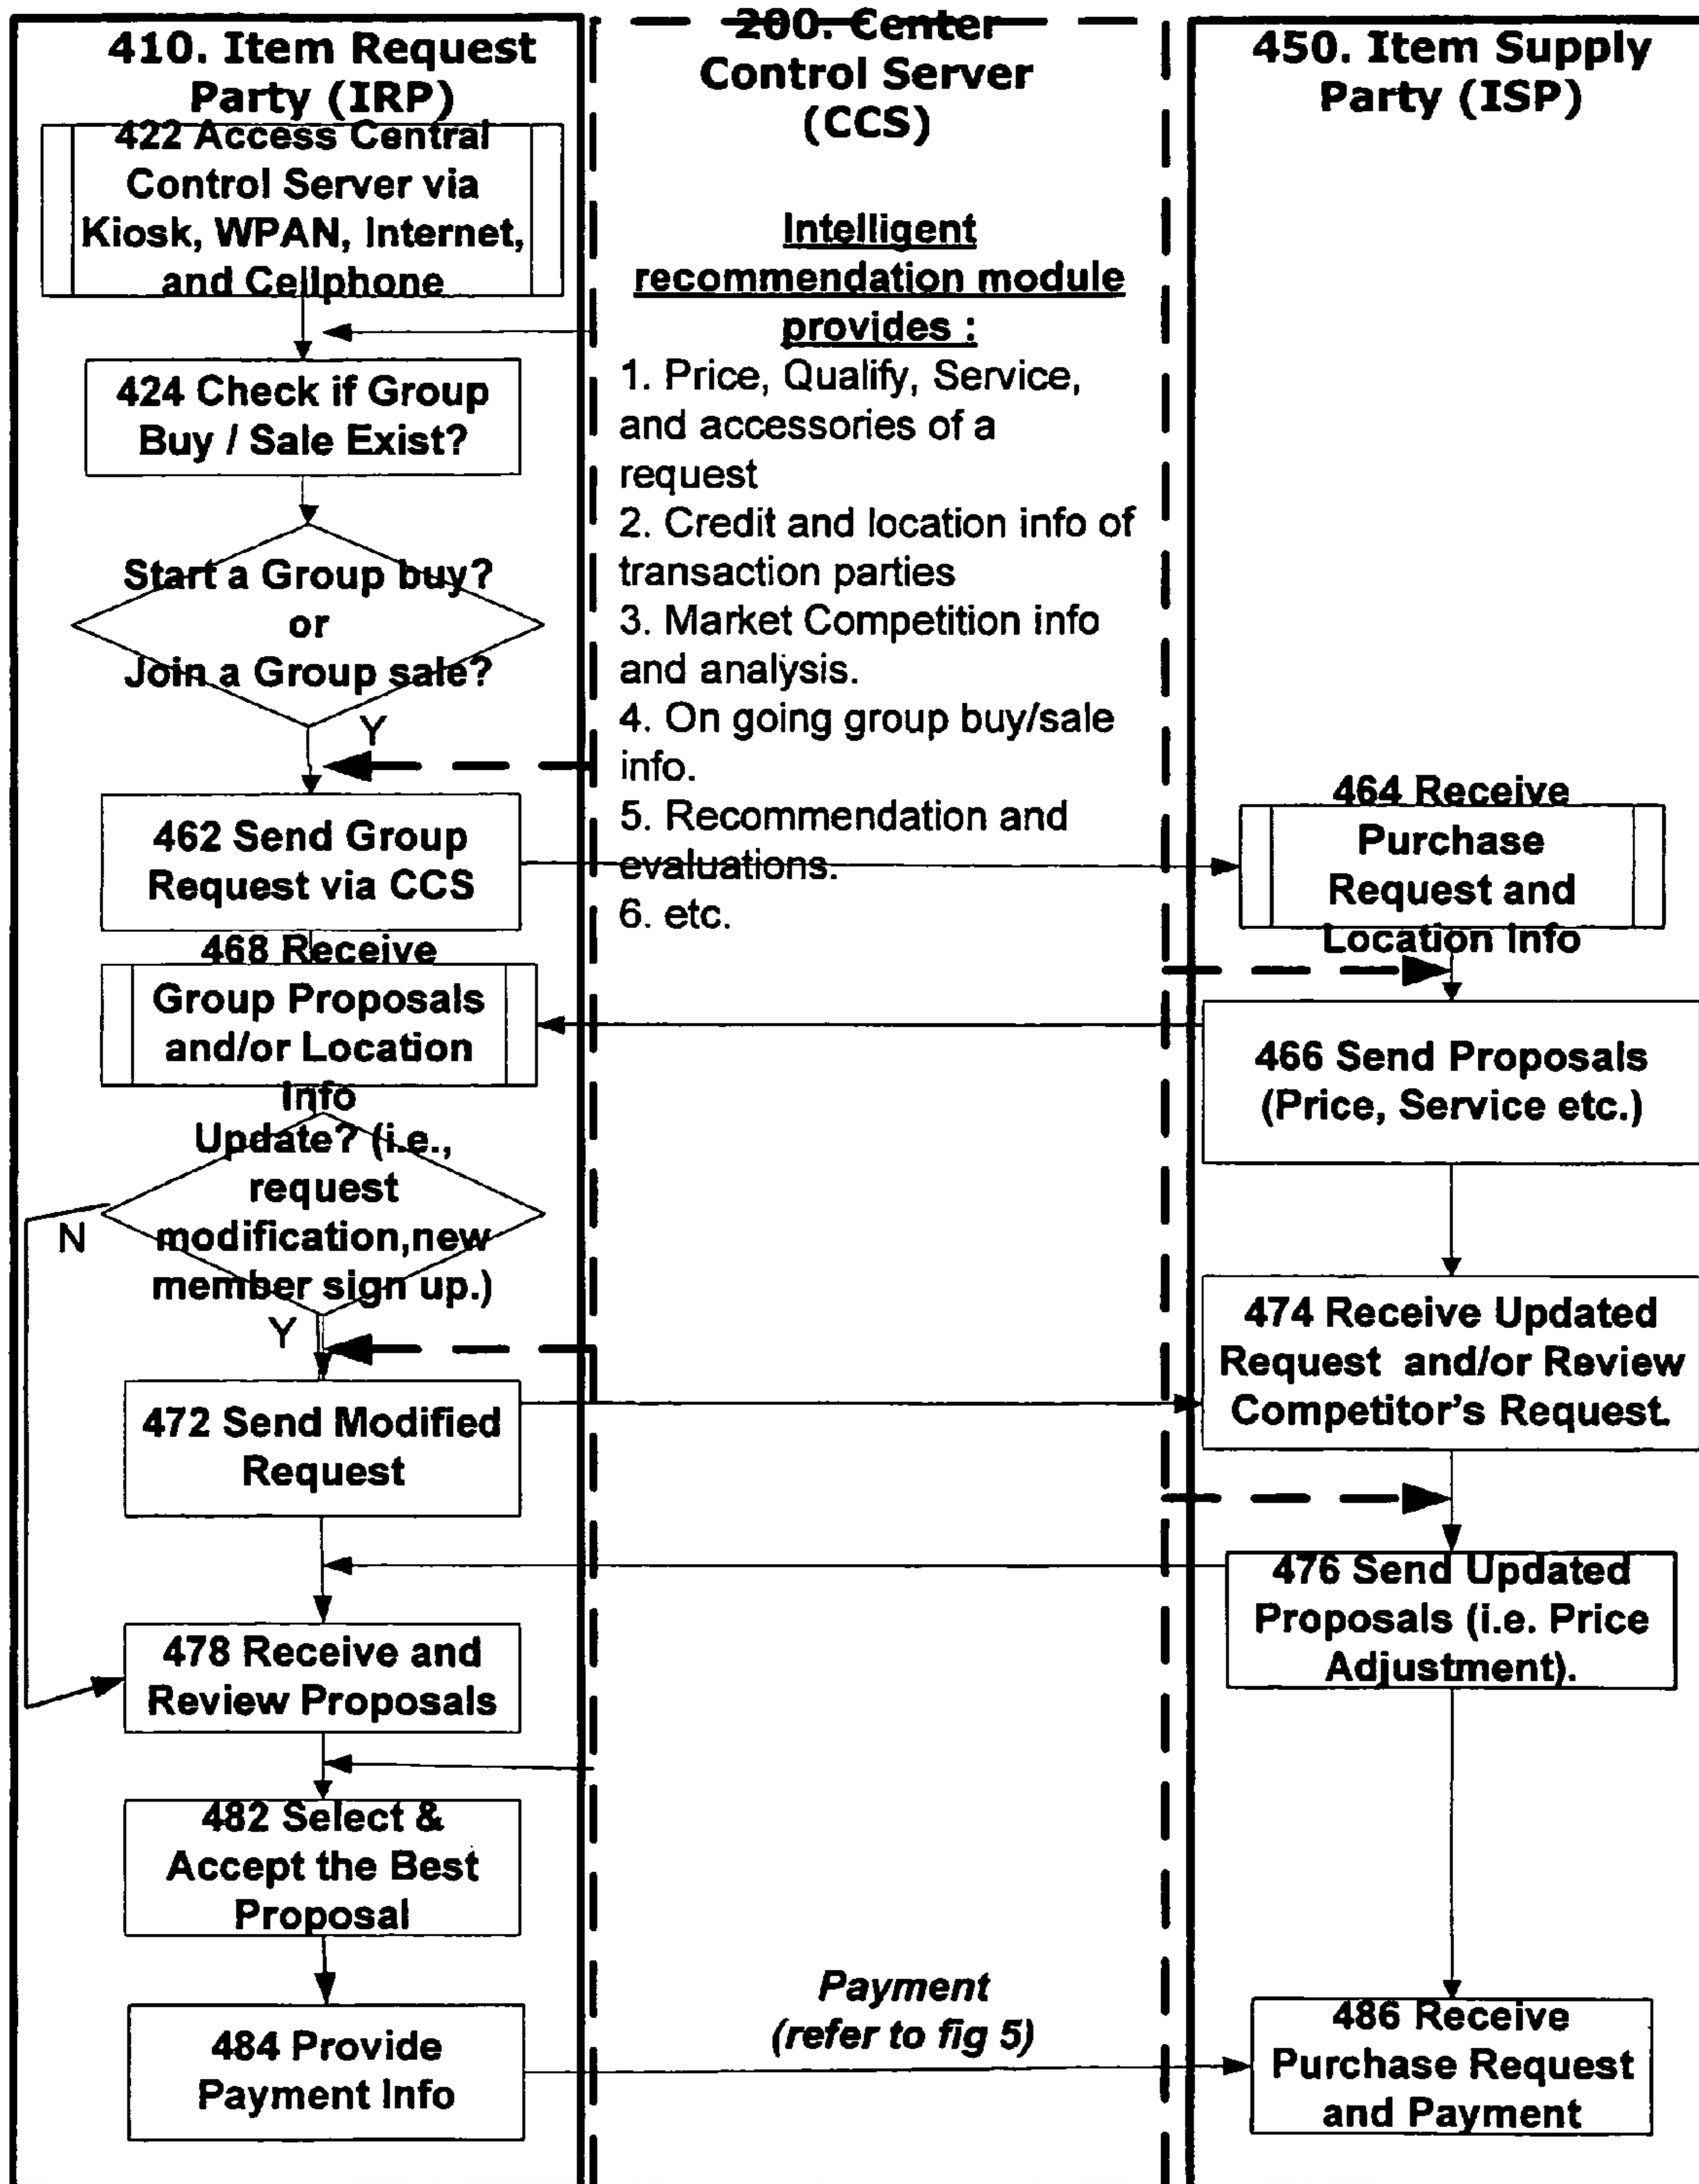 410. Item Request
Party (IRP)
422 Access Central
Control Server via
Kiosk, WPAN, Internet,
and Cellphone
424 Check if Group
Buy / Sale Exist?
Start a Group buy?
or
Join a Group sale?
Y
462 Send Group
Request via CCS
468 Receive
Group Proposals
and/or Location
Info
Update? (i.e.,
request
modification,new
member sign up.)
N
Y
472 Send Modified
Request
478 Receive and
Review Proposals
482 Select &
Accept the Best
Proposal
484 Provide
Payment Info
200. Center
Control Server
(CCS)
Intelligent
recommendation module
provides :
1. Price, Qualify, Service,
and accessories of a
request
2. Credit and location info of
transaction parties
3. Market Competition info
and analysis.
4. On going group buy/sale
info.
5. Recommendation and
evaluations.
6. etc.
Payment
(refer to fig 5)
450. Item Supply
Party (ISP)
464 Receive
Purchase
Request and
Location Info
466 Send Proposals
(Price, Service etc.)
474 Receive Updated
Request and/or Review
Competitor's Request.
476 Send Updated
Proposals (i.e. Price
Adjustment).
486 Receive
Purchase Request
and Payment